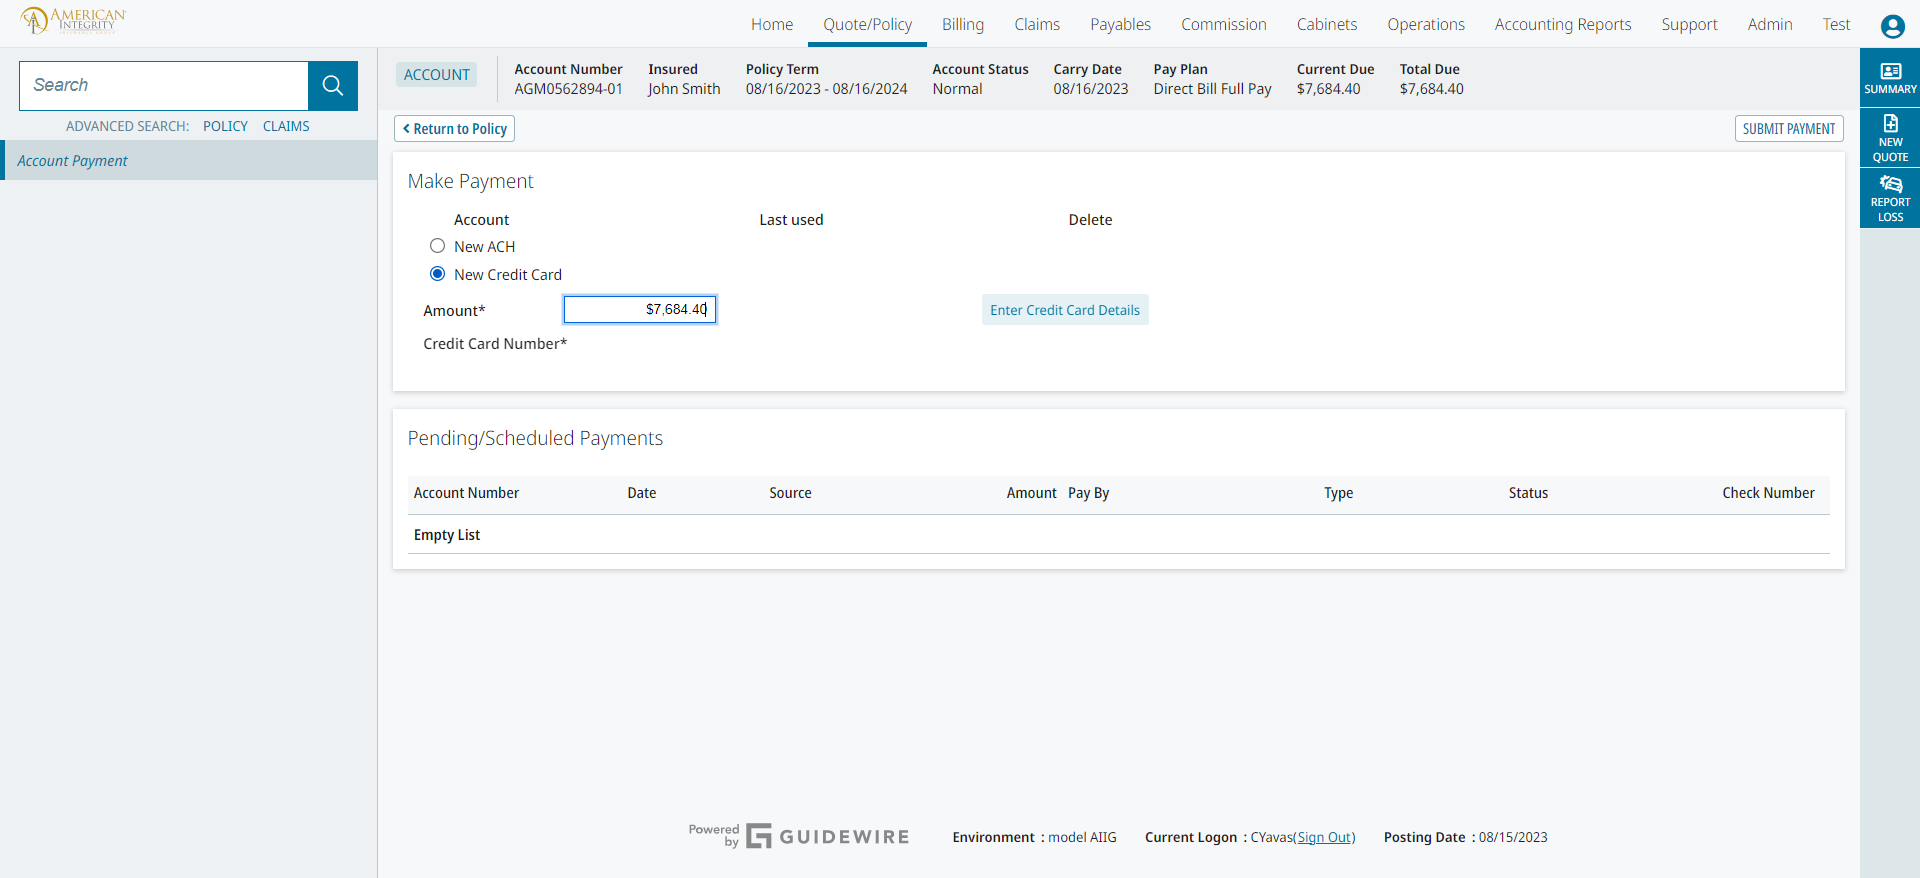 AMERICAN
INTEGRITY
Home Quote/Policy Billing Claims Payables Commission Cabinets Operations Accounting Reports Support Admin Test
Search
ADVANCED SEARCH: POLICY CLAIMS
Account Payment
ACCOUNT
Account Number Insured Policy Term Account Status Carry Date Pay Plan Current Due Total Due
AGM0562894-01 John Smith 08/16/2023 - 08/16/2024 Normal 08/16/2023 Direct Bill Full Pay $7,684.40 $7,684.40
Return to Policy
SUBMIT PAYMENT
SUMMARY
NEW
QUOTE
REPORT
LOSS
Make Payment
Account Last used Delete
New ACH
New Credit Card
Amount* $7,684.40 Enter Credit Card Details
Credit Card Number*
Pending/Scheduled Payments
Account Number Date Source Amount Pay By Type Status Check Number
Empty List
Powered
by GUIDEWIRE
Environment : model AIIG Current Logon : CYavas(Sign Out) Posting Date : 08/15/2023